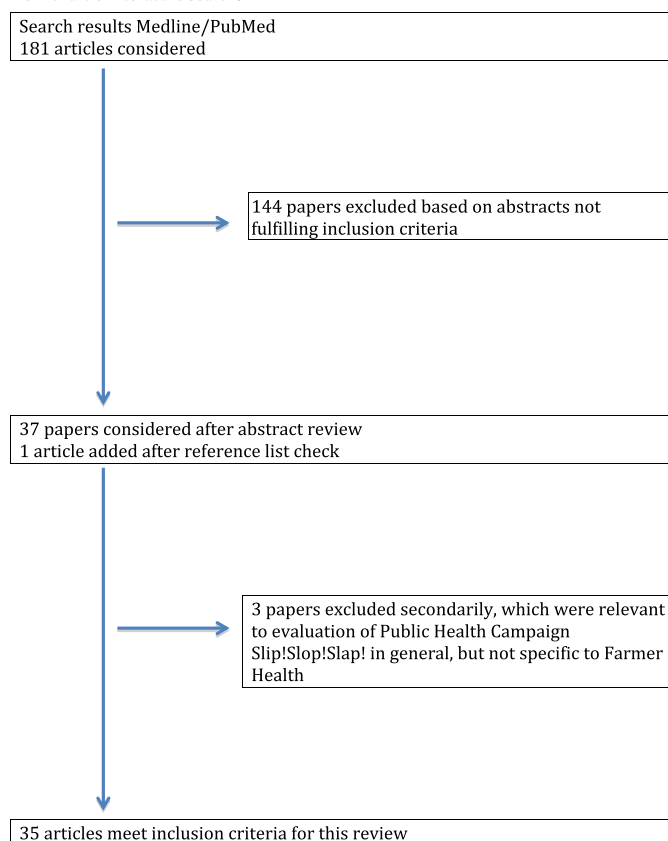 Search results Medline/PubMed
181 articles considered
144 papers excluded based on abstracts not
fulfilling inclusion criteria
37 papers considered after abstract review
1 article added after reference list check
3 papers excluded secondarily, which were relevant
to evaluation of Public Health Campaign
Slip!Slop!Slap! in general, but not specific to Farmer
Health
35 articles meet inclusion criteria for this review